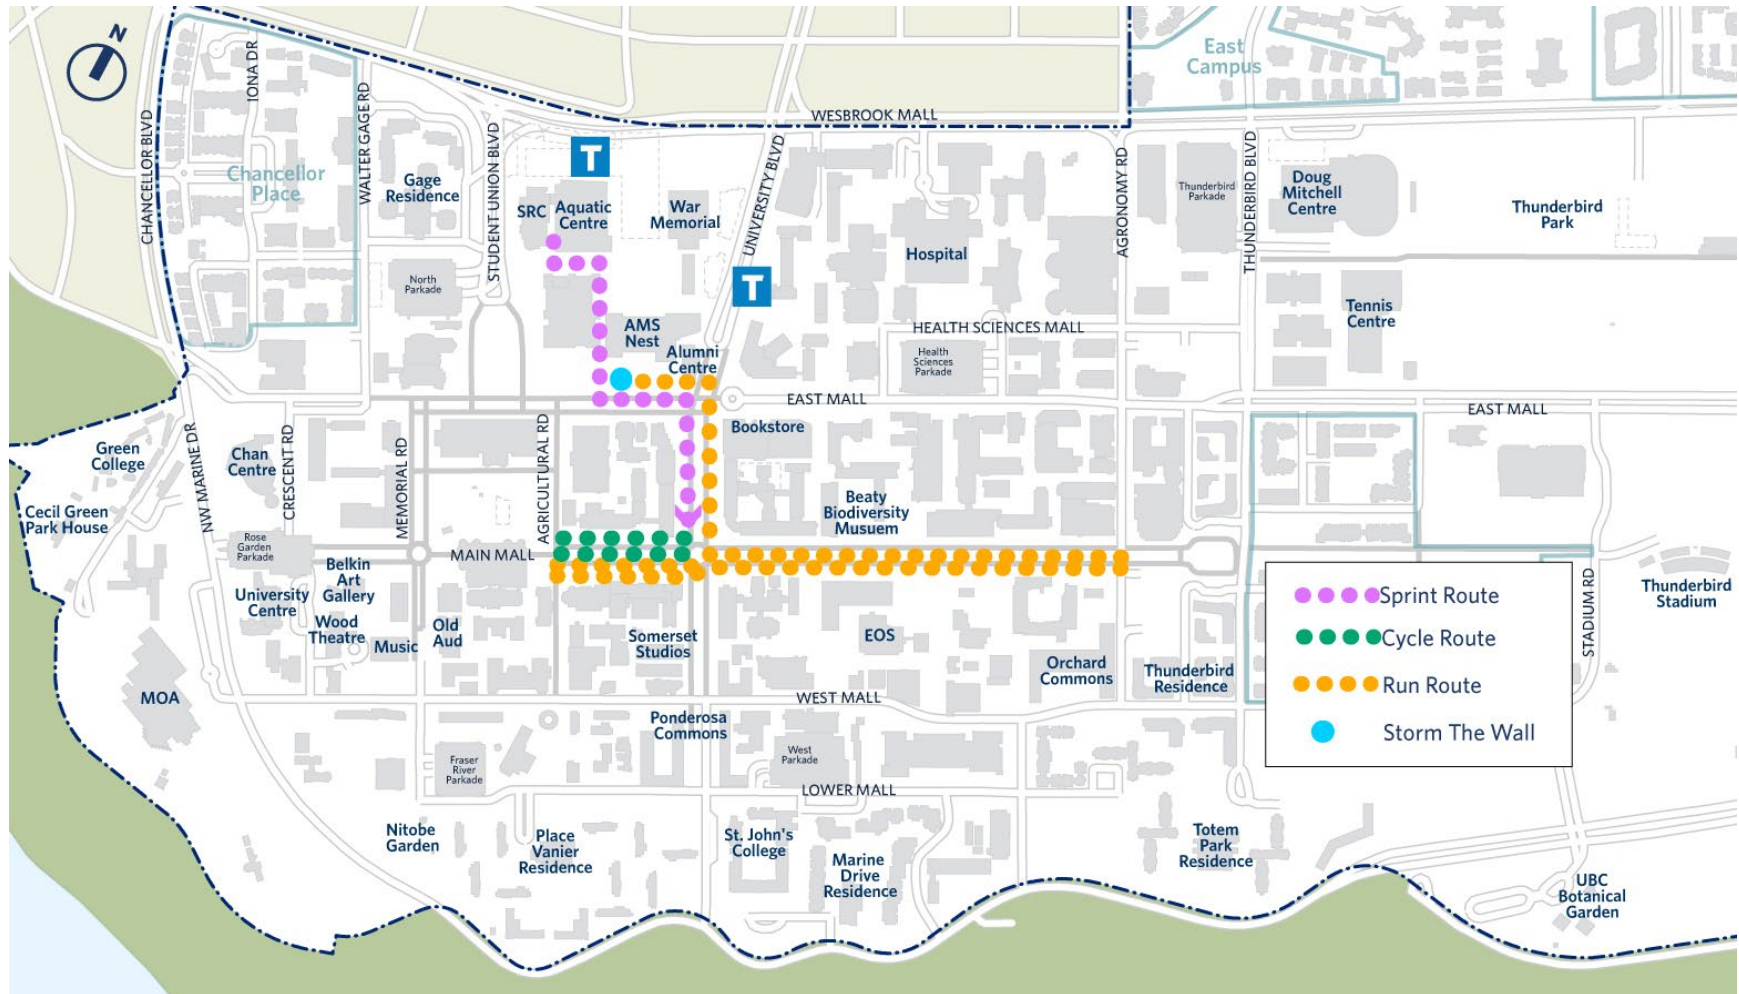 N
IONA DR
CHANCELLOR BLVD
Chancellor
Place
WALTER GAGE RD
Gage
Residence
STUDENT UNION BLVD
T
SRC
Aquatic
Centre
War
Memorial
UNIVERSITY BLVD
T
WESBROOK MALL
East
Campus
AGRONOMY RD
Thunderbird
Parkade
THUNDERBIRD BLVD
Doug
Mitchell
Centre
Thunderbird
Park
Hospital
North
Parkade
AMS
Nest
Alumni
Centre
HEALTH SCIENCES MALL
Health
Sciences
Parkade
Tennis
Centre
EAST MALL
EAST MALL
Green
College
NW MARINE DR
Chan
Centre
CRESCENT RD
MEMORIAL RD
AGRICULTURAL RD
Bookstore
Cecil Green
Park House
Rose
Garden
Parkade
MAIN MALL
Beaty
Biodiversity
Musuem
Belkin
Art
Gallery
University
Centre
Wood
Theatre
Music
Old
Aud
Somerset
Studios
EOS
Orchard
Commons
Thunderbird
Residence
STADIUM RD
Thunderbird
Stadium
Sprint Route
Cycle Route
Run Route
Storm The Wall
MOA
WEST MALL
Ponderosa
Commons
West
Parkade
Fraser
River
Parkade
LOWER MALL
Nitobe
Garden
Place
Vanier
Residence
St. John's
College
Marine
Drive
Residence
Totem
Park
Residence
UBC
Botanical
Garden